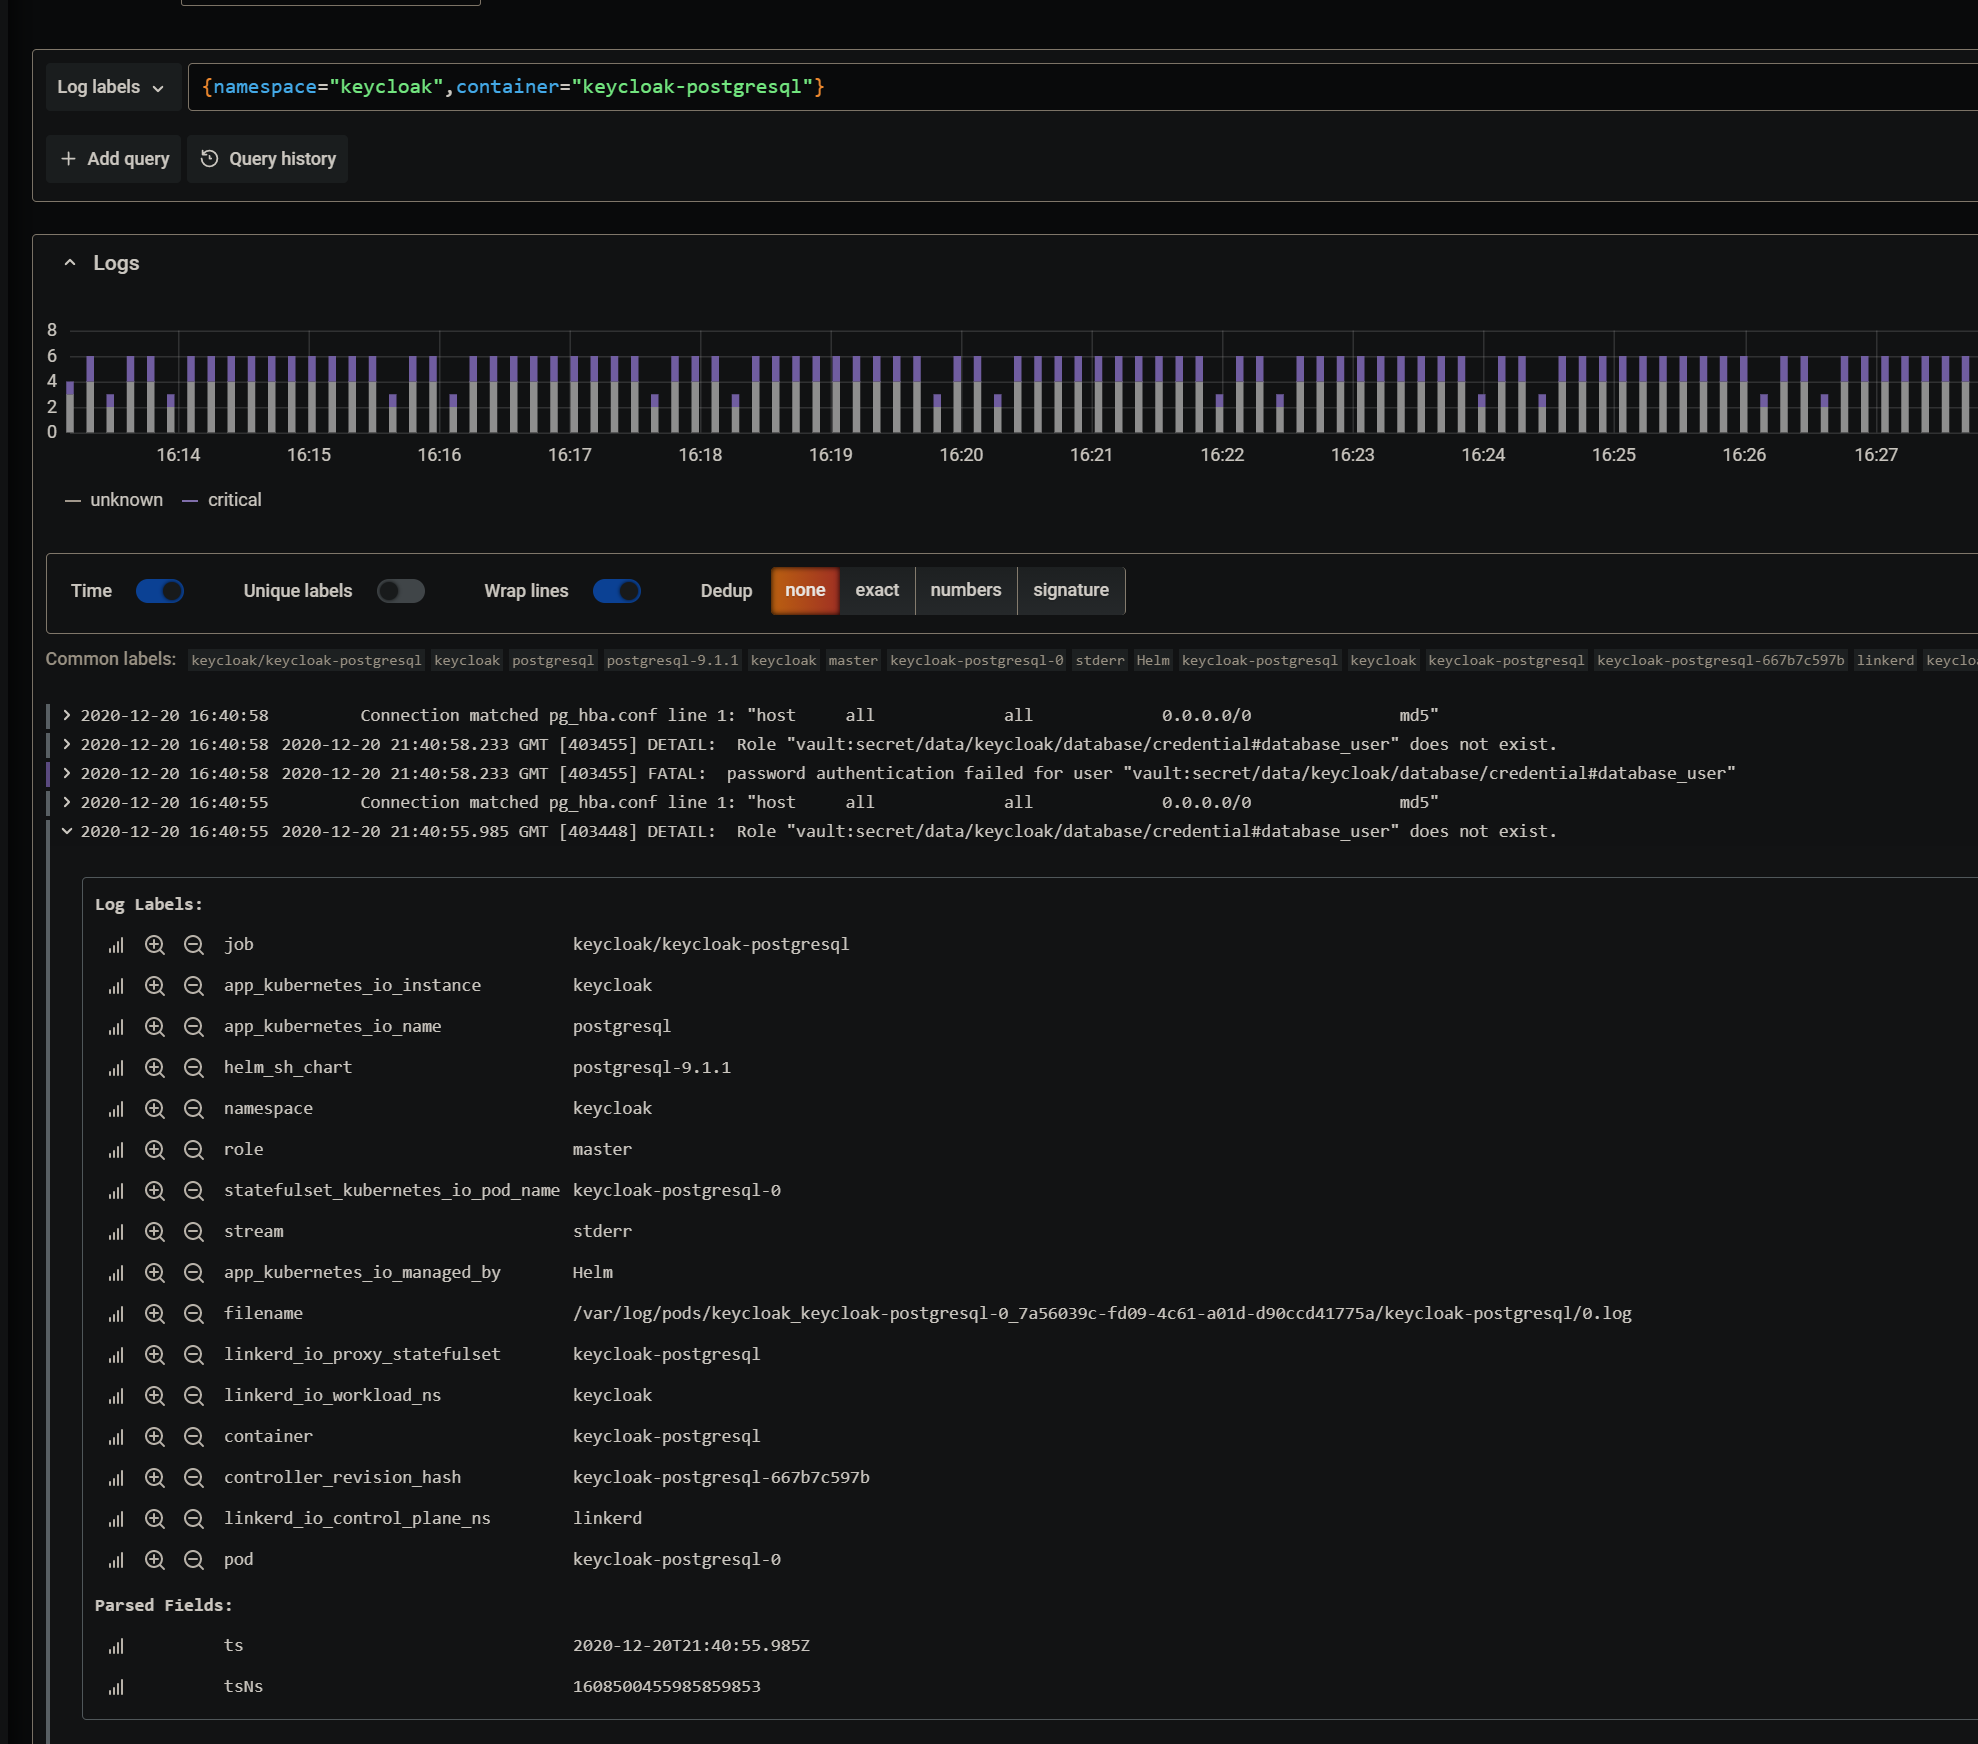 Log labels {namespace="keycloak",container="keycloak-postgresql"}
+ Add query Query history
Logs
8
6
4
2
0
16:14 16:15 16:16 16:17 16:18 16:19 16:20 16:21 16:22 16:23 16:24 16:25 16:26 16:27
unknown critical
Time Unique labels Wrap lines Dedup none exact numbers signature
Common labels: keycloak/keycloak-postgresql keycloak postgresql postgresql-9.1.1 keycloak master keycloak-postgresql-0 stderr Helm keycloak-postgresql keycloak keycloak-postgresql keycloak-postgresql-667b7c597b linkerd
2020-12-20 16:40:58 Connection matched pg_hba.conf line 1: "host all all 0.0.0.0/0 md5"
2020-12-20 16:40:58 2020-12-20 21:40:58.233 GMT [403455] DETAIL: Role "vault:secret/data/keycloak/database/credential#database_user" does not exist.
2020-12-20 16:40:58 2020-12-20 21:40:58.233 GMT [403455] FATAL: password authentication failed for user "vault:secret/data/keycloak/database/credential#database_user"
2020-12-20 16:40:55 Connection matched pg_hba.conf line 1: "host all all 0.0.0.0/0 md5"
2020-12-20 16:40:55 2020-12-20 21:40:55.985 GMT [403448] DETAIL: Role "vault:secret/data/keycloak/database/credential#database_user" does not exist.
Log Labels:
job keycloak/keycloak-postgresql
app_kubernetes_io_instance keycloak
app_kubernetes_io_name postgresql
helm_sh_chart postgresql-9.1.1
namespace keycloak
role master
statefulset_kubernetes_io_pod_name keycloak-postgresql-0
stream stderr
app_kubernetes_io_managed_by Helm
filename /var/log/pods/keycloak_keycloak-postgresql-0_7a56039c-fd09-4c61-a01d-d90ccd41775a/keycloak-postgresql/0.log
linkerd_io_proxy_statefulset keycloak-postgresql
linkerd_io_workload_ns keycloak
container keycloak-postgresql
controller_revision_hash keycloak-postgresql-667b7c597b
linkerd_io_control_plane_ns linkerd
pod keycloak-postgresql-0
Parsed Fields:
ts 2020-12-20T21:40:55.985Z
tsNs 1608500455985859853